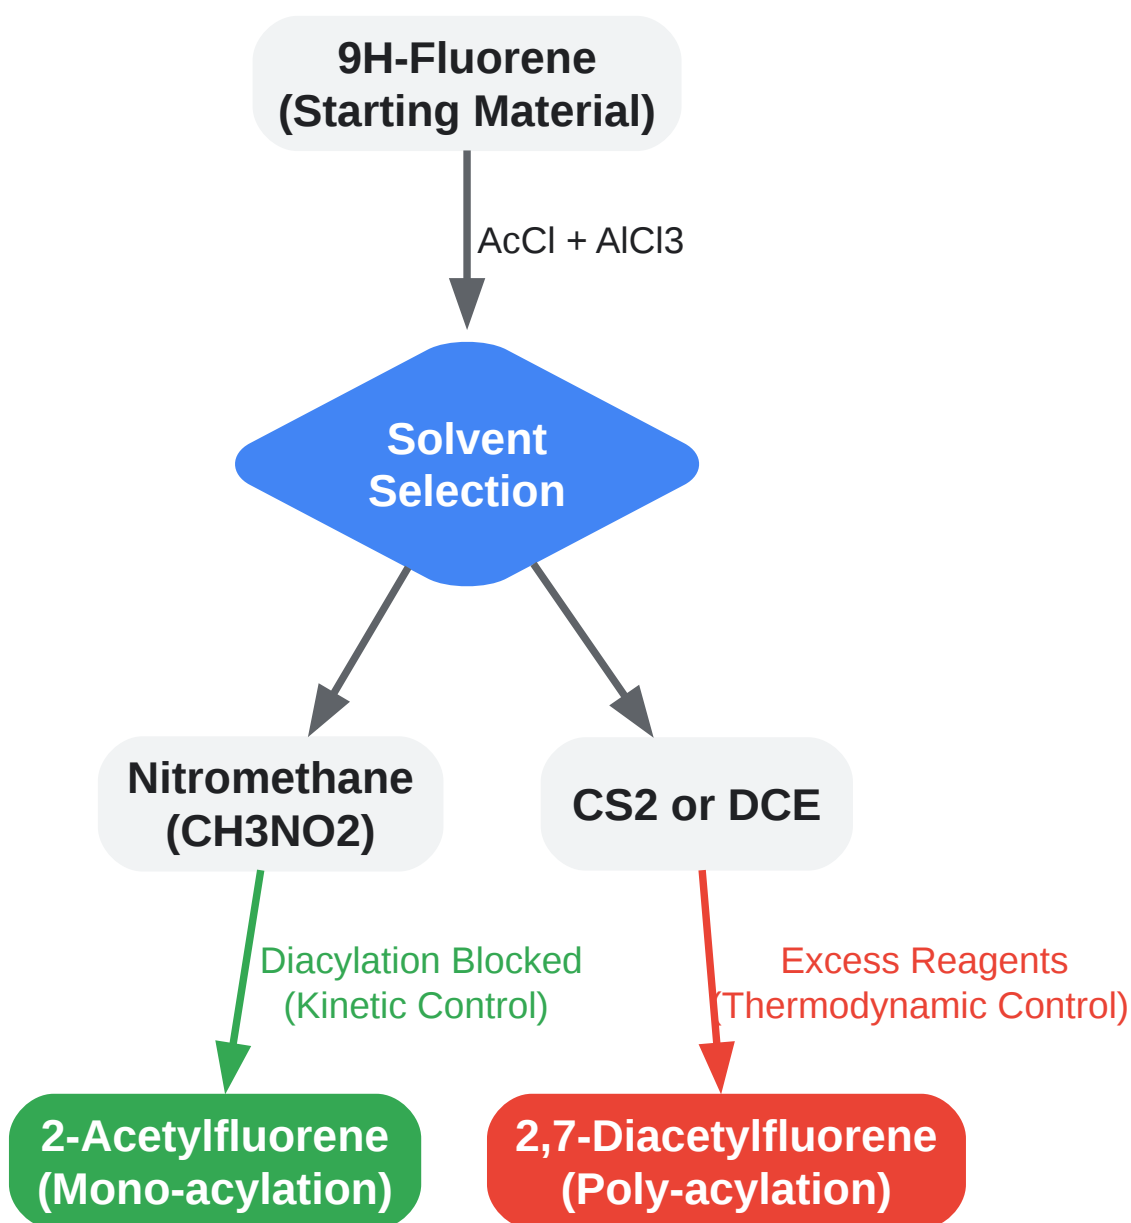 9H-Fluorene
(Starting Material)
AcCl + AlCl3
Solvent
Selection
Nitromethane
(CH3NO2)
CS2 or DCE
Diacylation Blocked
(Kinetic Control)
Excess Reagents
(Thermodynamic Control)
2-Acetylfluorene
(Mono-acylation)
2,7-Diacetylfluorene
(Poly-acylation)